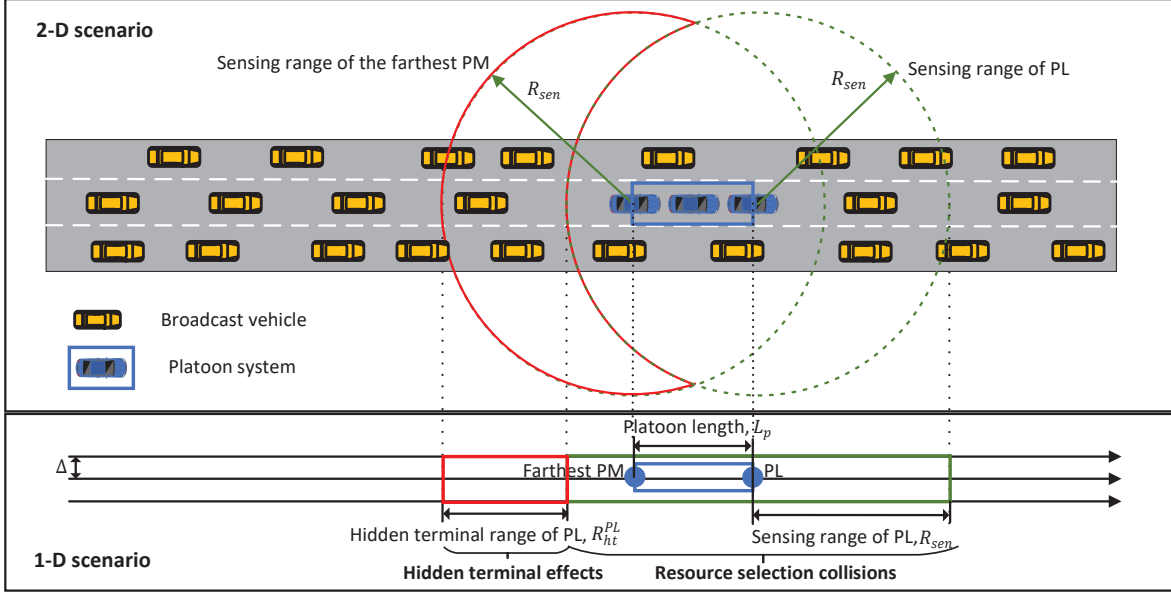 2-D scenario
Sensing range of the farthest PM
Sensing range of PL
R_sen
R_sen
Broadcast vehicle
Platoon system
Platoon length, L_p
Δ
Farthest PM
PL
Hidden terminal range of PL, R_ht^PL
Sensing range of PL, R_sen
1-D scenario
Hidden terminal effects
Resource selection collisions